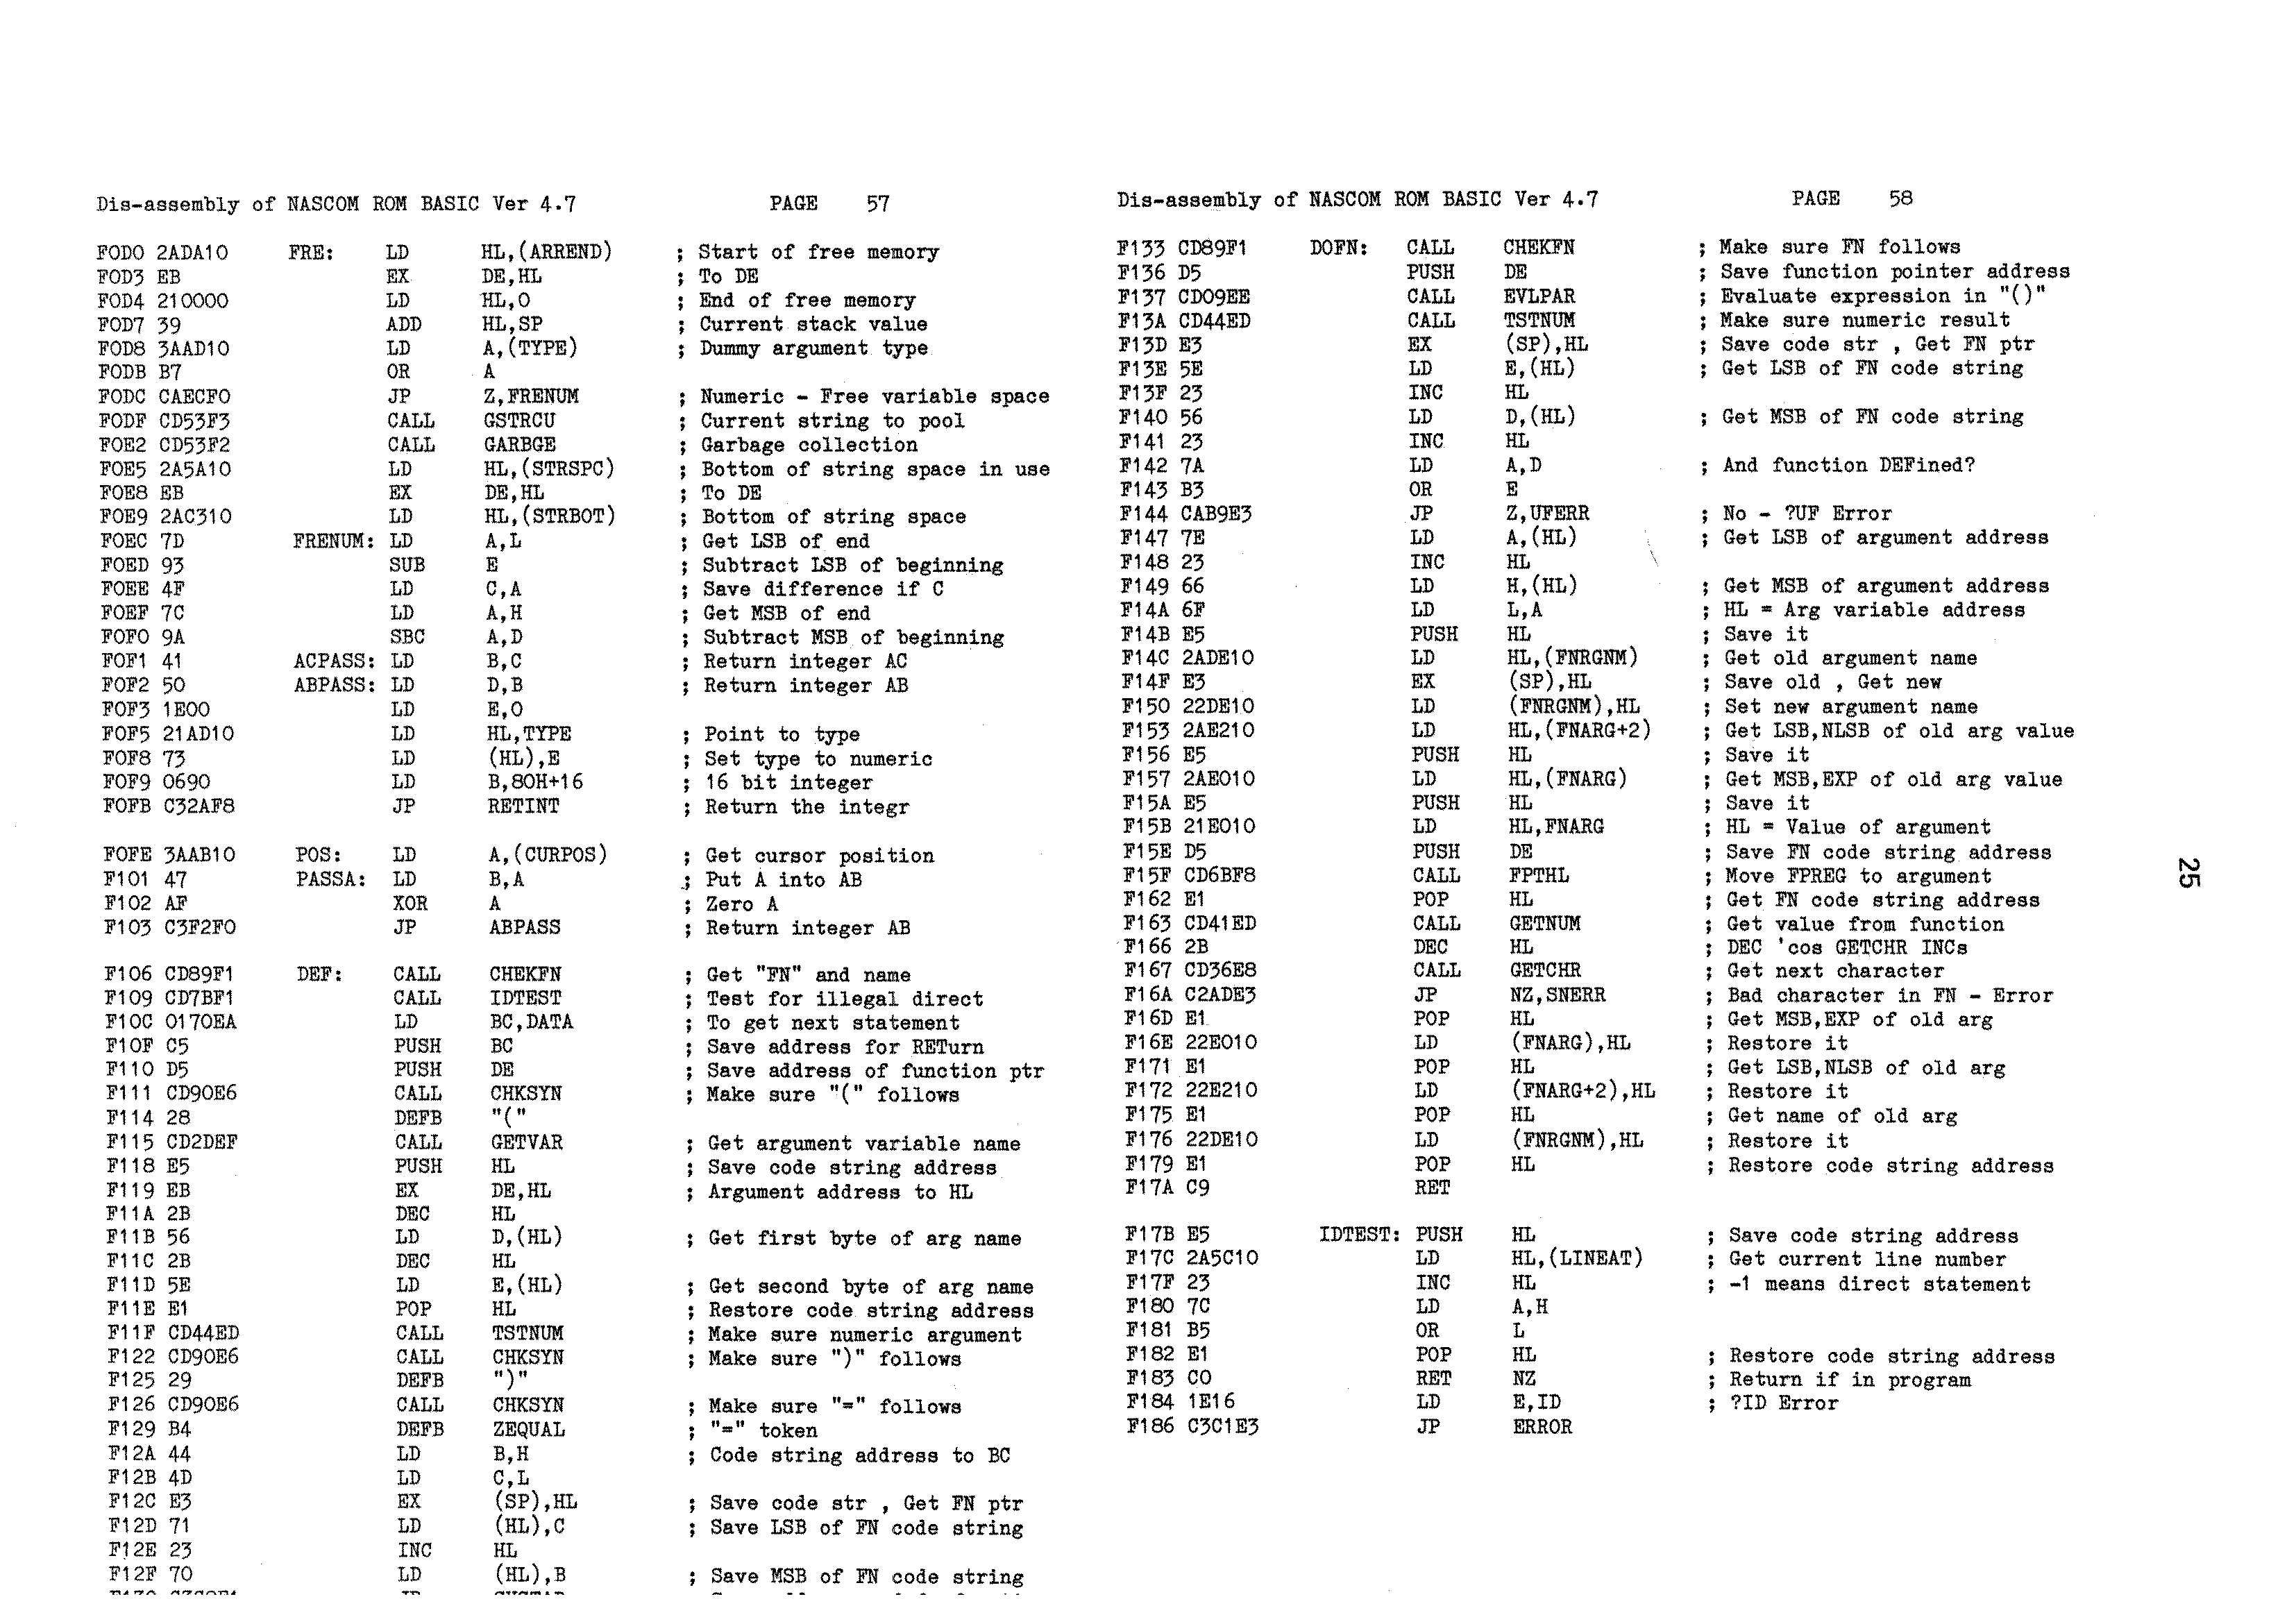 Dis-assembly of NASCOM ROM BASIC Ver 4.7 PAGE 57
F0D0 2ADA10 FRE: LD HL,(ARREND) ; Start of free memory
F0D3 EB EX DE,HL ; To DE
F0D4 210000 LD HL,0 ; End of free memory
F0D7 39 ADD HL,SP ; Current stack value
F0D8 3AAD10 LD A,(TYPE) ; Dummy argument type
F0DB B7 OR A
F0DC CAECF0 JP Z,FRENUM ; Numeric - Free variable space
F0DF CD53F3 CALL GSTRCU ; Current string to pool
F0E2 CD53F2 CALL GARBGE ; Garbage collection
F0E5 2A5A10 LD HL,(STRSPC) ; Bottom of string space in use
F0E8 EB EX DE,HL ; To DE
F0E9 2AC310 LD HL,(STRBOT) ; Bottom of string space
F0EC 7D FRENUM: LD A,L ; Get LSB of end
F0ED 93 SUB E ; Subtract LSB of beginning
F0EE 4F LD C,A ; Save difference if C
F0EF 7C LD A,H ; Get MSB of end
F0F0 9A SBC A,D ; Subtract MSB of beginning
F0F1 41 ACPASS: LD B,C ; Return integer AC
F0F2 50 ABPASS: LD D,B ; Return integer AB
F0F3 1E00 LD E,0
F0F5 21AD10 LD HL,TYPE ; Point to type
F0F8 73 LD (HL),E ; Set type to numeric
F0F9 0690 LD B,80H+16 ; 16 bit integer
F0FB C32AF8 JP RETINT ; Return the integr
F0FE 3AAB10 POS: LD A,(CURPOS) ; Get cursor position
F101 47 PASSA: LD B,A ; Put A into AB
F102 AF XOR A ; Zero A
F103 C3F2F0 JP ABPASS ; Return integer AB
F106 CD89F1 DEF: CALL CHEKFN ; Get "FN" and name
F109 CD7BF1 CALL IDTEST ; Test for illegal direct
F10C 0170EA LD BC,DATA ; To get next statement
F10F C5 PUSH BC ; Save address for RETurn
F110 D5 PUSH DE ; Save address of function ptr
F111 CD90E6 CALL CHKSYN ; Make sure "(" follows
F114 28 DEFB "("
F115 CD2DEF CALL GETVAR ; Get argument variable name
F118 E5 PUSH HL ; Save code string address
F119 EB EX DE,HL ; Argument address to HL
F11A 2B DEC HL
F11B 56 LD D,(HL) ; Get first byte of arg name
F11C 2B DEC HL
F11D 5E LD E,(HL) ; Get second byte of arg name
F11E E1 POP HL ; Restore code string address
F11F CD44ED CALL TSTNUM ; Make sure numeric argument
F122 CD90E6 CALL CHKSYN ; Make sure ")" follows
F125 29 DEFB ")"
F126 CD90E6 CALL CHKSYN ; Make sure "=" follows
F129 B4 DEFB ZEQUAL ; "=" token
F12A 44 LD B,H ; Code string address to BC
F12B 4D LD C,L
F12C E3 EX (SP),HL ; Save code str , Get FN ptr
F12D 71 LD (HL),C ; Save LSB of FN code string
F12E 23 INC HL
F12F 70 LD (HL),B ; Save MSB of FN code string
Dis-assembly of NASCOM ROM BASIC Ver 4.7 PAGE 58
F133 CD89F1 DOFN: CALL CHEKFN ; Make sure FN follows
F136 D5 PUSH DE ; Save function pointer address
F137 CD09EE CALL EVLPAR ; Evaluate expression in "()"
F13A CD44ED CALL TSTNUM ; Make sure numeric result
F13D E3 EX (SP),HL ; Save code str , Get FN ptr
F13E 5E LD E,(HL) ; Get LSB of FN code string
F13F 23 INC HL
F140 56 LD D,(HL) ; Get MSB of FN code string
F141 23 INC HL
F142 7A LD A,D ; And function DEFined?
F143 B3 OR E
F144 CAB9E3 JP Z,UFERR ; No - ?UF Error
F147 7E LD A,(HL) ; Get LSB of argument address
F148 23 INC HL
F149 66 LD H,(HL) ; Get MSB of argument address
F14A 6F LD L,A ; HL = Arg variable address
F14B E5 PUSH HL ; Save it
F14C 2ADE10 LD HL,(FNRGNM) ; Get old argument name
F14F E3 EX (SP),HL ; Save old , Get new
F150 22DE10 LD (FNRGNM),HL ; Set new argument name
F153 2AE210 LD HL,(FNARG+2) ; Get LSB,NLSB of old arg value
F156 E5 PUSH HL ; Save it
F157 2AE010 LD HL,(FNARG) ; Get MSB,EXP of old arg value
F15A E5 PUSH HL ; Save it
F15B 21E010 LD HL,FNARG ; HL = Value of argument
F15E D5 PUSH DE ; Save FN code string address
F15F CD6BF8 CALL FPTHL ; Move FPREG to argument
F162 E1 POP HL ; Get FN code string address
F163 CD41ED CALL GETNUM ; Get value from function
F166 2B DEC HL ; DEC 'cos GETCHR INCs
F167 CD36E8 CALL GETCHR ; Get next character
F16A C2ADE3 JP NZ,SNERR ; Bad character in FN - Error
F16D E1 POP HL ; Get MSB,EXP of old arg
F16E 22E010 LD (FNARG),HL ; Restore it
F171 E1 POP HL ; Get LSB,NLSB of old arg
F172 22E210 LD (FNARG+2),HL ; Restore it
F175 E1 POP HL ; Get name of old arg
F176 22DE10 LD (FNRGNM),HL ; Restore it
F179 E1 POP HL ; Restore code string address
F17A C9 RET
F17B E5 IDTEST: PUSH HL ; Save code string address
F17C 2A5C10 LD HL,(LINEAT) ; Get current line number
F17F 23 INC HL ; -1 means direct statement
F180 7C LD A,H
F181 B5 OR L
F182 E1 POP HL ; Restore code string address
F183 C0 RET NZ ; Return if in program
F184 1E16 LD E,ID ; ?ID Error
F186 C3C1E3 JP ERROR
25